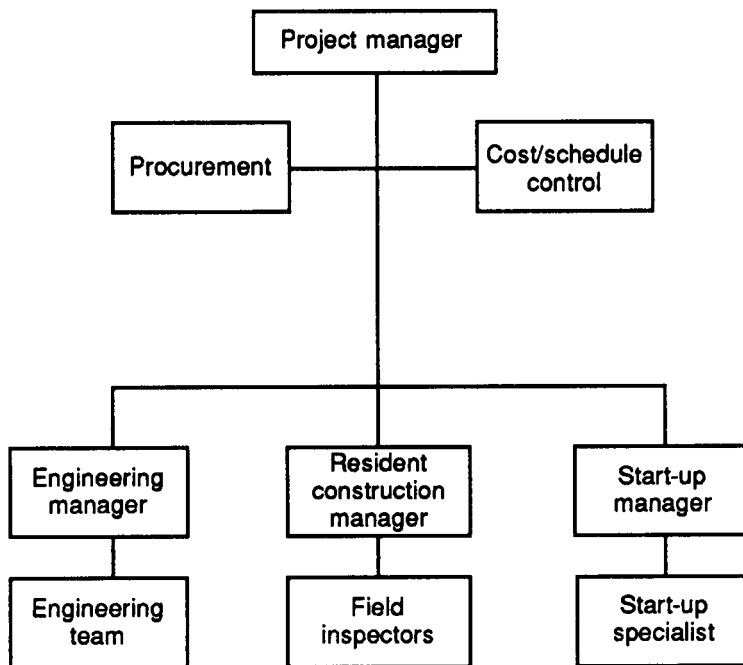 Project manager
Procurement
Cost/schedule
control
Engineering
manager
Resident
construction
manager
Start-up
manager
Engineering
team
Field
inspectors
Start-up
specialist